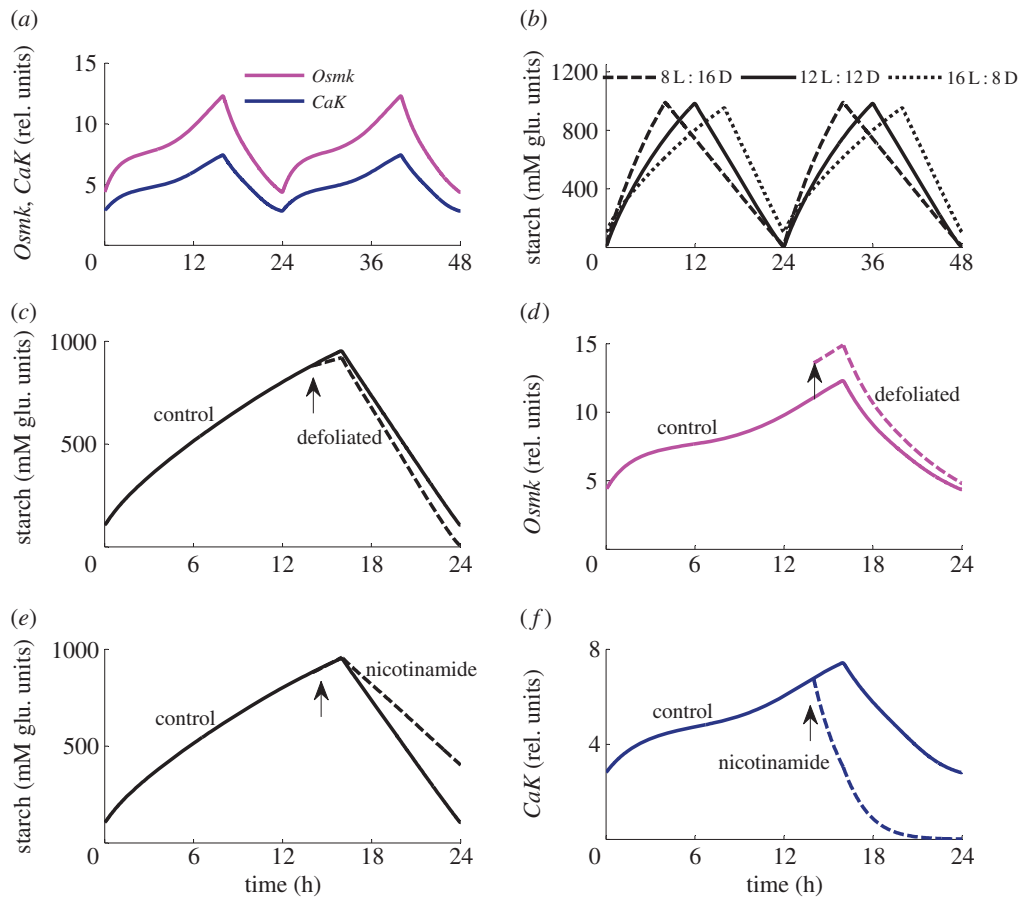 (a)
Osmk, CaK (rel. units)
15
10
5
0
12
24
36
48
Osmk
CaK
(b)
starch (mM glu. units)
1200
800
400
0
12
24
36
48
8 L : 16 D
12 L : 12 D
16 L : 8 D
(c)
starch (mM glu. units)
1000
500
0
6
12
18
24
control
defoliated
(d)
Osmk (rel. units)
15
10
5
0
6
12
18
24
control
defoliated
(e)
starch (mM glu. units)
1000
500
0
6
12
18
24
time (h)
control
nicotinamide
(f)
CaK (rel. units)
8
4
0
6
12
18
24
time (h)
control
nicotinamide